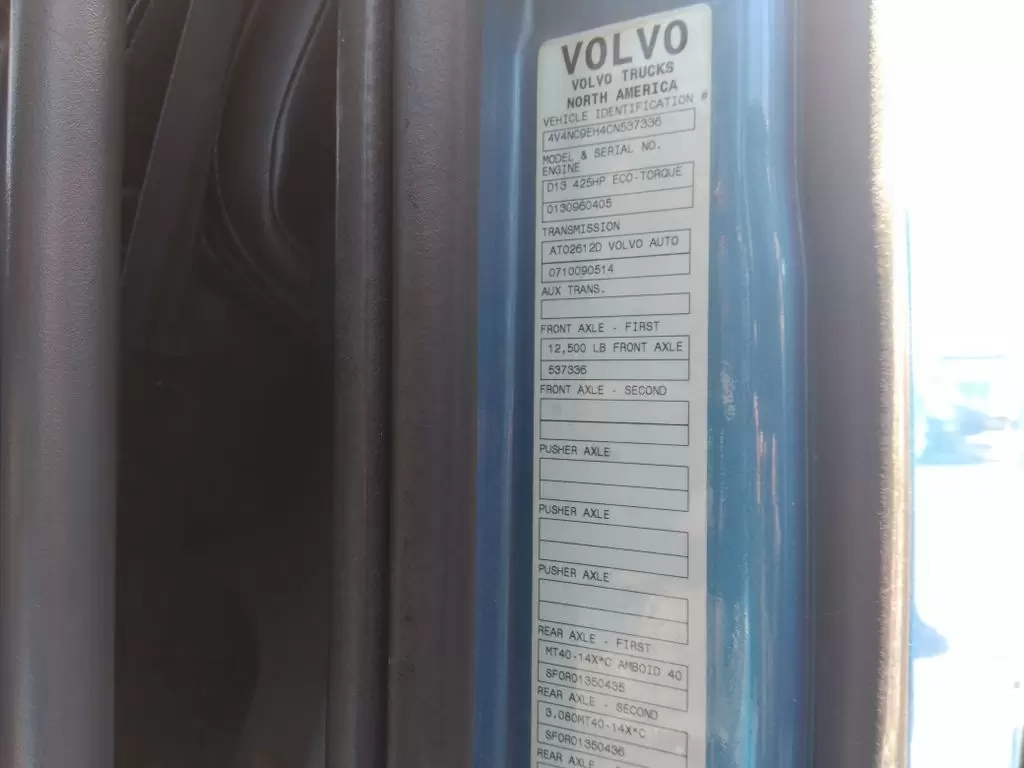 VOLVO
VOLVO TRUCKS
NORTH AMERICA
VEHICLE IDENTIFICATION #
4V4NC9EH4CN537336
MODEL & SERIAL NO.
ENGINE
D13 425HP ECO-TORQUE
0130960405
TRANSMISSION
ATO2612D VOLVO AUTO
0710090514
AUX TRANS.
FRONT AXLE - FIRST
12,500 LB FRONT AXLE
537336
FRONT AXLE - SECOND
PUSHER AXLE
PUSHER AXLE
PUSHER AXLE
REAR AXLE - FIRST
MT40-14X*C AMBOID 40
SFOR01350435
REAR AXLE - SECOND
3.080MT40-14X*C
SFOR01350436
REAR AXLE